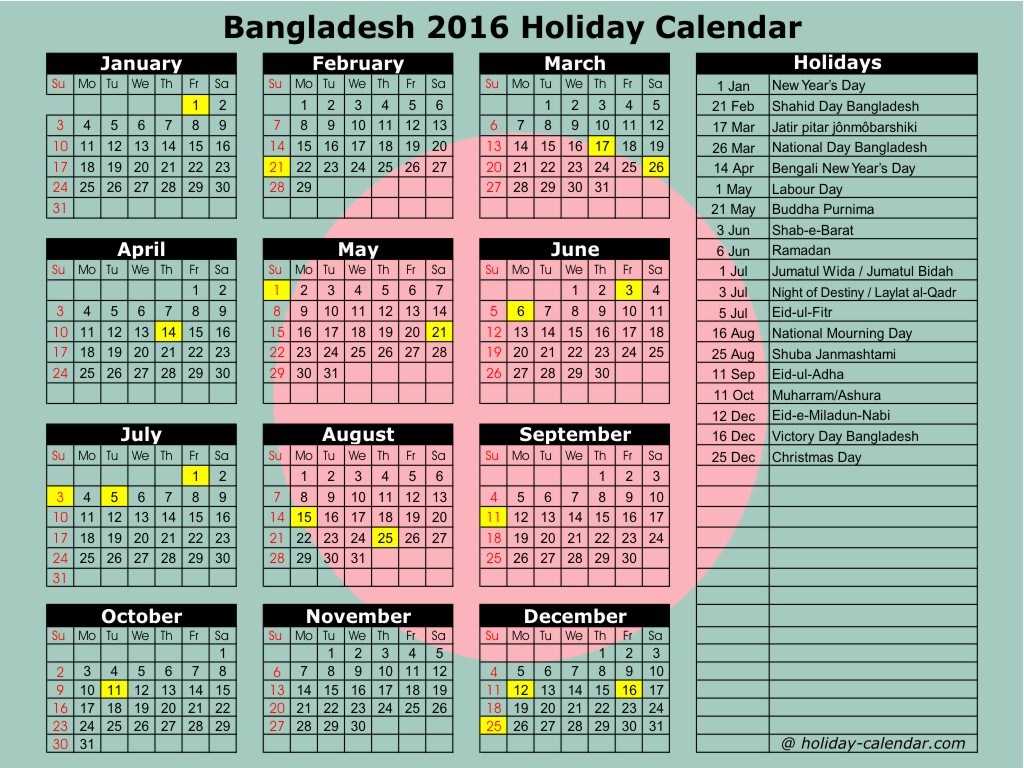 Bangladesh 2016 Holiday Calendar
January
Su Mo Tu We Th Fr Sa
1 2
3 4 5 6 7 8 9
10 11 12 13 14 15 16
17 18 19 20 21 22 23
24 25 26 27 28 29 30
31
February
Su Mo Tu We Th Fr Sa
1 2 3 4 5 6
7 8 9 10 11 12 13
14 15 16 17 18 19 20
21 22 23 24 25 26 27
28 29
March
Su Mo Tu We Th Fr Sa
1 2 3 4 5
6 7 8 9 10 11 12
13 14 15 16 17 18 19
20 21 22 23 24 25 26
27 28 29 30 31
April
Su Mo Tu We Th Fr Sa
1 2
3 4 5 6 7 8 9
10 11 12 13 14 15 16
17 18 19 20 21 22 23
24 25 26 27 28 29 30
May
Su Mo Tu We Th Fr Sa
1 2 3 4 5 6 7
8 9 10 11 12 13 14
15 16 17 18 19 20 21
22 23 24 25 26 27 28
29 30 31
June
Su Mo Tu We Th Fr Sa
1 2 3 4
5 6 7 8 9 10 11
12 13 14 15 16 17 18
19 20 21 22 23 24 25
26 27 28 29 30
July
Su Mo Tu We Th Fr Sa
1 2
3 4 5 6 7 8 9
10 11 12 13 14 15 16
17 18 19 20 21 22 23
24 25 26 27 28 29 30
31
August
Su Mo Tu We Th Fr Sa
1 2 3 4 5 6
7 8 9 10 11 12 13
14 15 16 17 18 19 20
21 22 23 24 25 26 27
28 29 30 31
September
Su Mo Tu We Th Fr Sa
1 2 3
4 5 6 7 8 9 10
11 12 13 14 15 16 17
18 19 20 21 22 23 24
25 26 27 28 29 30
October
Su Mo Tu We Th Fr Sa
1
2 3 4 5 6 7 8
9 10 11 12 13 14 15
16 17 18 19 20 21 22
23 24 25 26 27 28 29
30 31
November
Su Mo Tu We Th Fr Sa
1 2 3 4 5
6 7 8 9 10 11 12
13 14 15 16 17 18 19
20 21 22 23 24 25 26
27 28 29 30
December
Su Mo Tu We Th Fr Sa
1 2 3
4 5 6 7 8 9 10
11 12 13 14 15 16 17
18 19 20 21 22 23 24
25 26 27 28 29 30 31
Holidays
1 Jan New Year's Day
21 Feb Shahid Day Bangladesh
17 Mar Jatir pitar jônmôbarshiki
26 Mar National Day Bangladesh
14 Apr Bengali New Year's Day
1 May Labour Day
21 May Buddha Purnima
3 Jun Shab-e-Barat
6 Jun Ramadan
1 Jul Jumatul Wida / Jumatul Bidah
3 Jul Night of Destiny / Laylat al-Qadr
5 Jul Eid-ul-Fitr
16 Aug National Mourning Day
25 Aug Shuba Janmashtami
11 Sep Eid-ul-Adha
11 Oct Muharram/Ashura
12 Dec Eid-e-Miladun-Nabi
16 Dec Victory Day Bangladesh
25 Dec Christmas Day
@ holiday-calendar.com